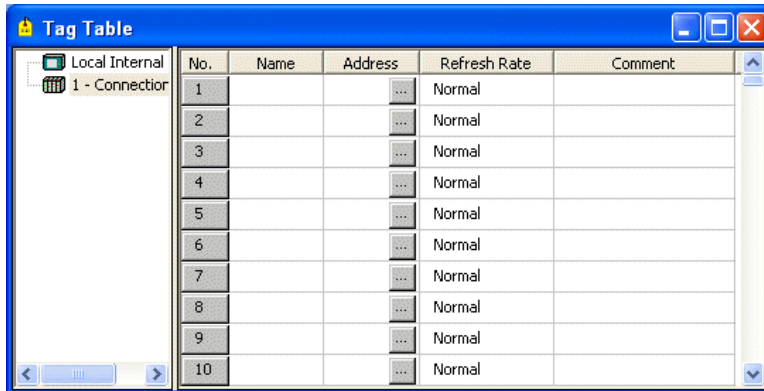 Tag Table
Local Internal
1 - Connection
No. Name Address Refresh Rate Comment
1 ... Normal
2 ... Normal
3 ... Normal
4 ... Normal
5 ... Normal
6 ... Normal
7 ... Normal
8 ... Normal
9 ... Normal
10 ... Normal